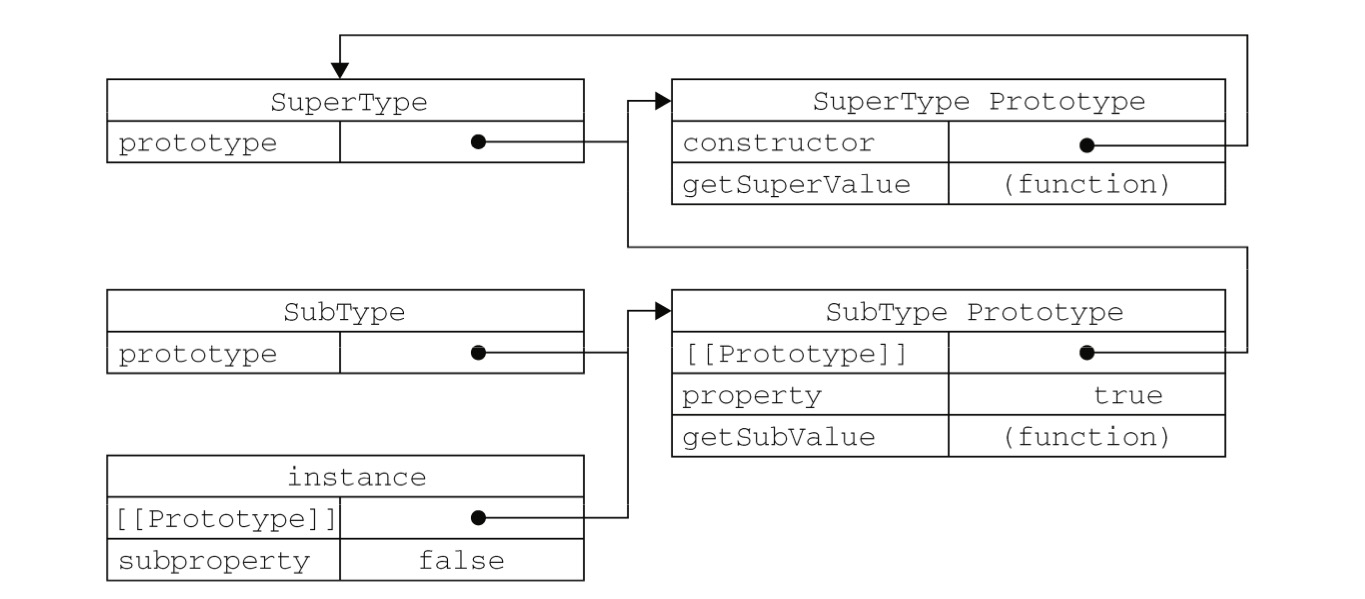 SuperType
prototype
SuperType Prototype
constructor
getSuperValue (function)
SubType
prototype
SubType Prototype
[[Prototype]]
property true
getSubValue (function)
instance
[[Prototype]]
subproperty false